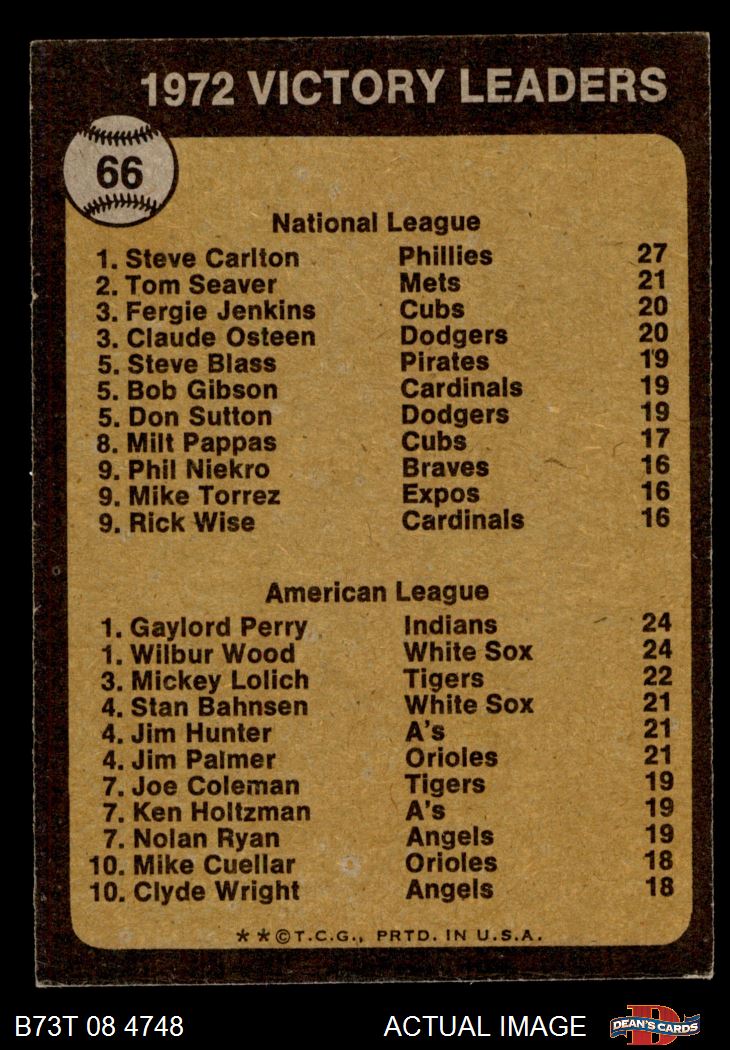 1972 VICTORY LEADERS
66
National League
1. Steve Carlton Phillies 27
2. Tom Seaver Mets 21
3. Fergie Jenkins Cubs 20
3. Claude Osteen Dodgers 20
5. Steve Blass Pirates 19
5. Bob Gibson Cardinals 19
5. Don Sutton Dodgers 19
8. Milt Pappas Cubs 17
9. Phil Niekro Braves 16
9. Mike Torrez Expos 16
9. Rick Wise Cardinals 16
American League
1. Gaylord Perry Indians 24
1. Wilbur Wood White Sox 24
3. Mickey Lolich Tigers 22
4. Stan Bahnsen White Sox 21
4. Jim Hunter A's 21
4. Jim Palmer Orioles 21
7. Joe Coleman Tigers 19
7. Ken Holtzman A's 19
7. Nolan Ryan Angels 19
10. Mike Cuellar Orioles 18
10. Clyde Wright Angels 18
**©T.C.G., PRTD. IN U.S.A.
B73T 08 4748 ACTUAL IMAGE D DEAN'S CARDS